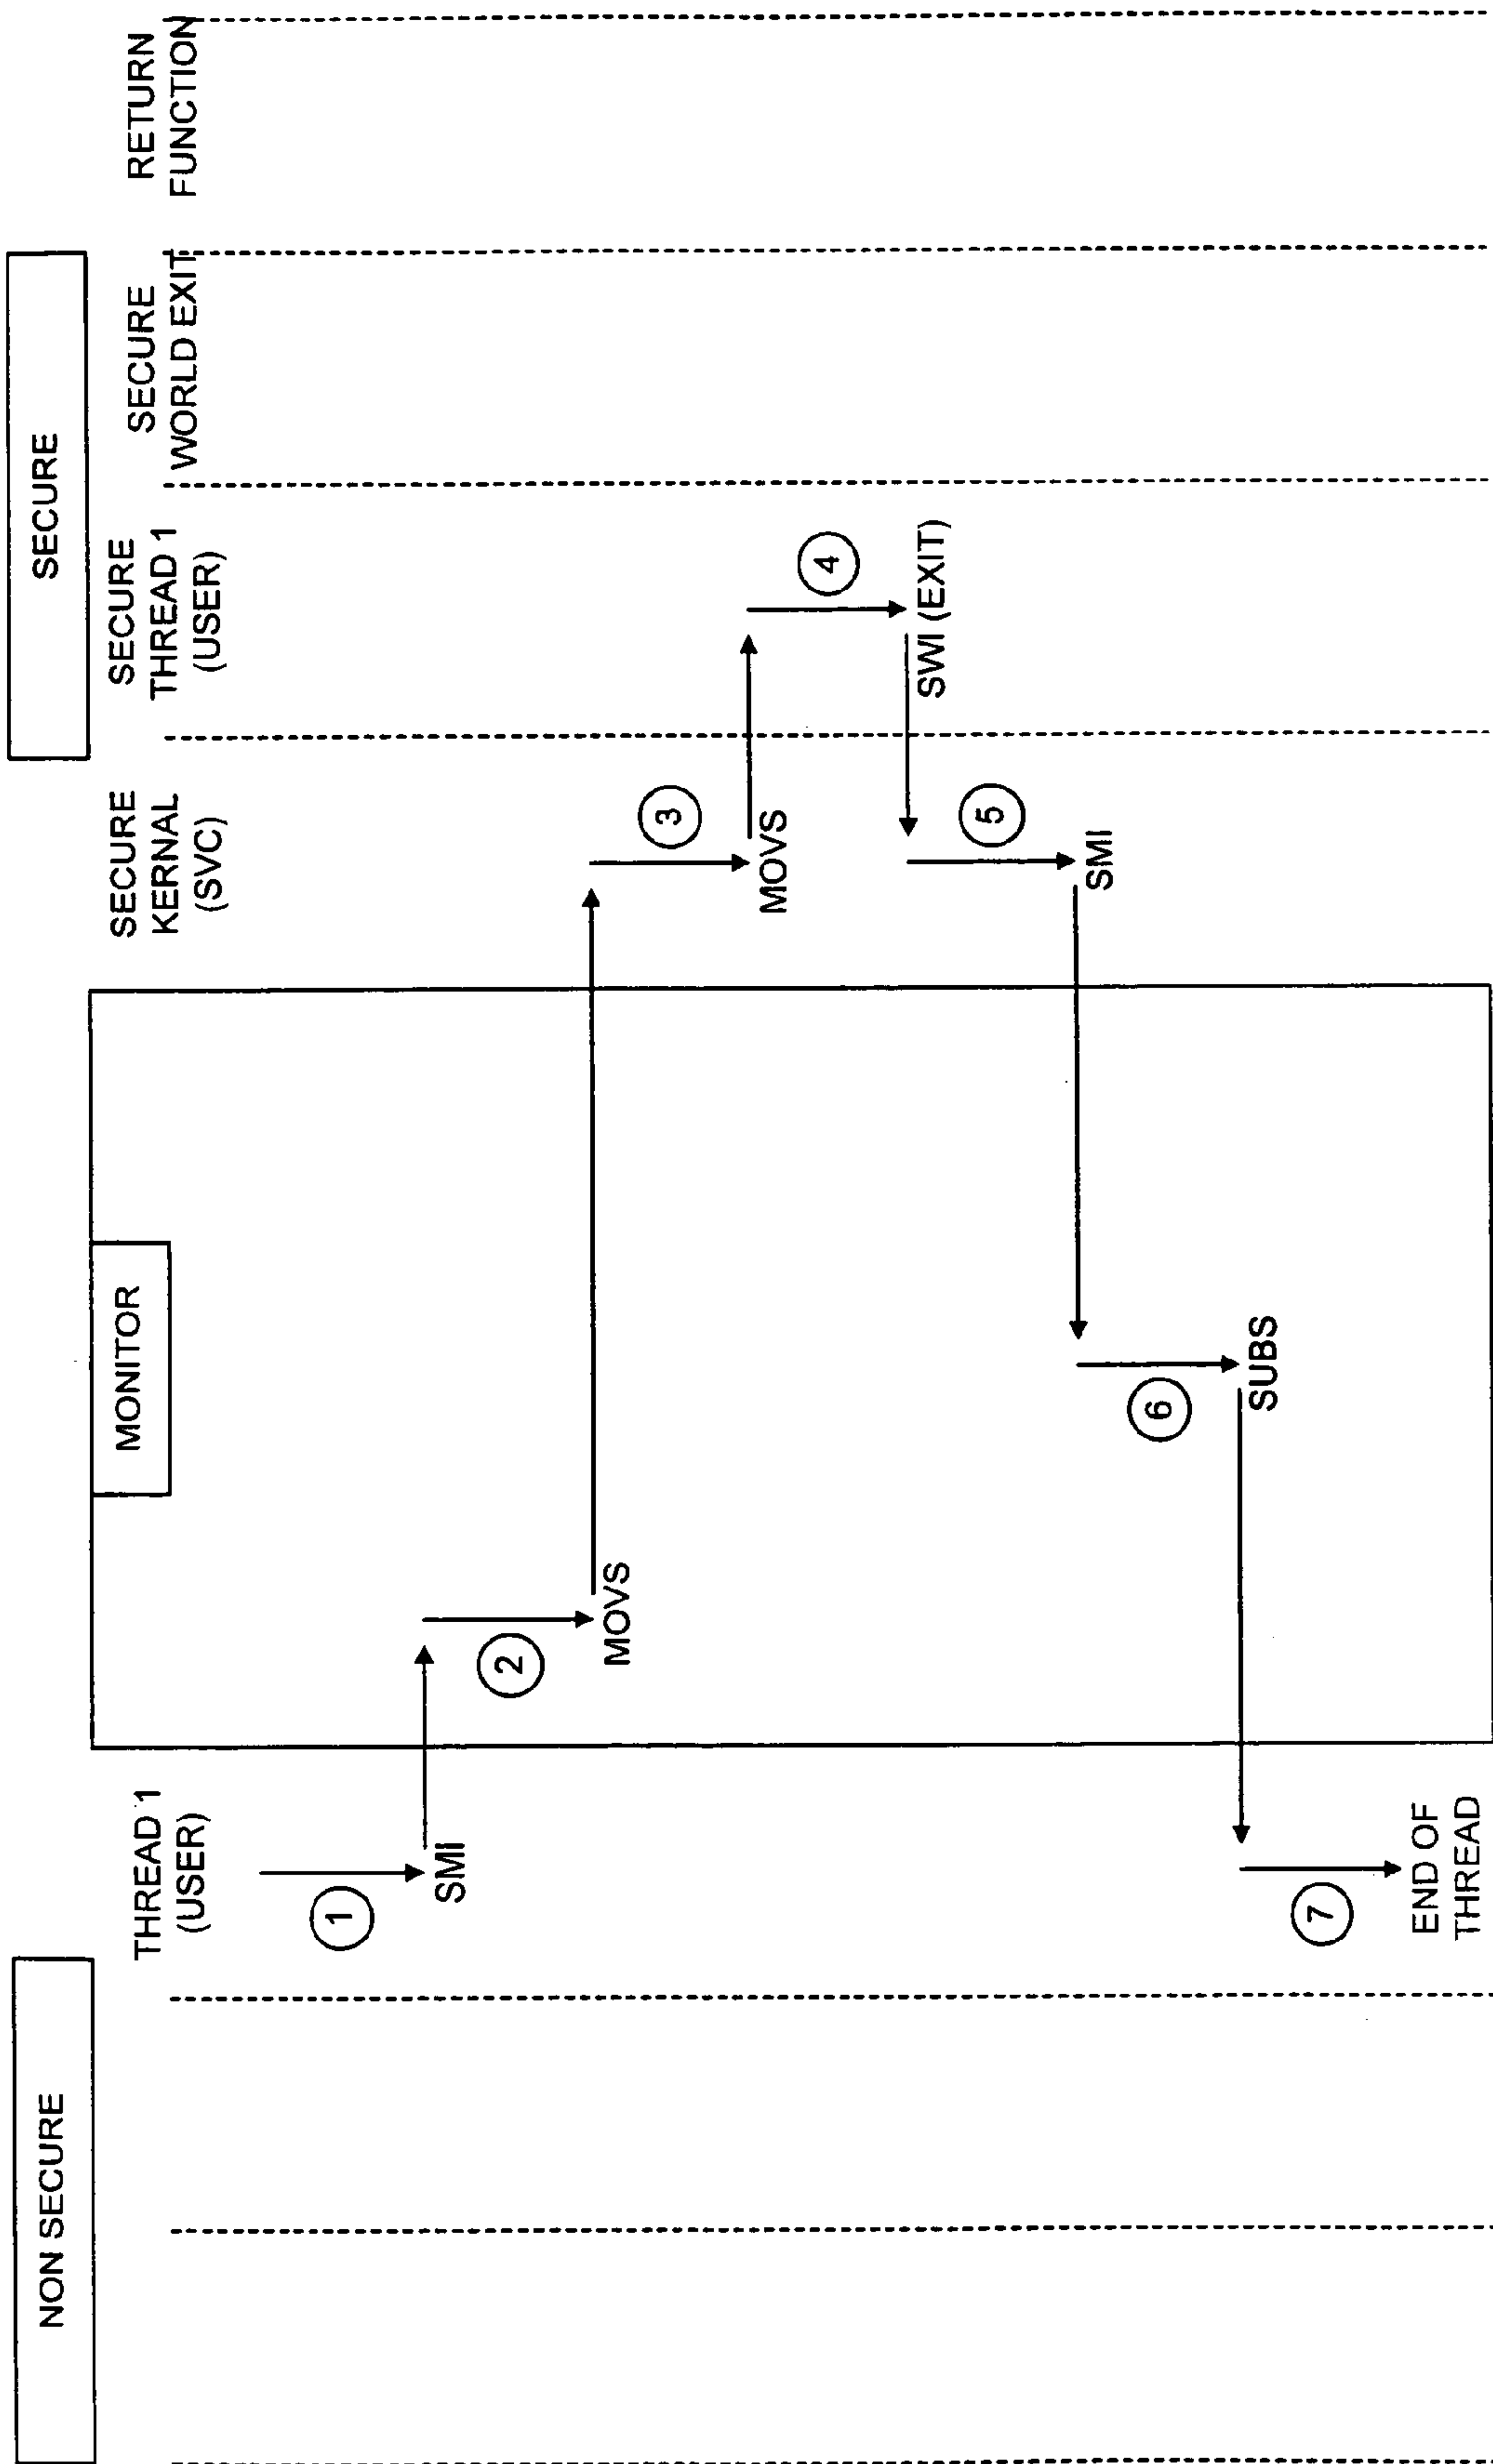 NON SECURE
SECURE
THREAD 1
(USER)
MONITOR
SECURE
KERNAL
(SVC)
SECURE
THREAD 1
(USER)
SECURE
WORLD EXIT
RETURN
FUNCTION
1
SMI
2
MOVS
3
MOVS
4
SWI (EXIT)
5
SMI
6
SUBS
7
END OF
THREAD